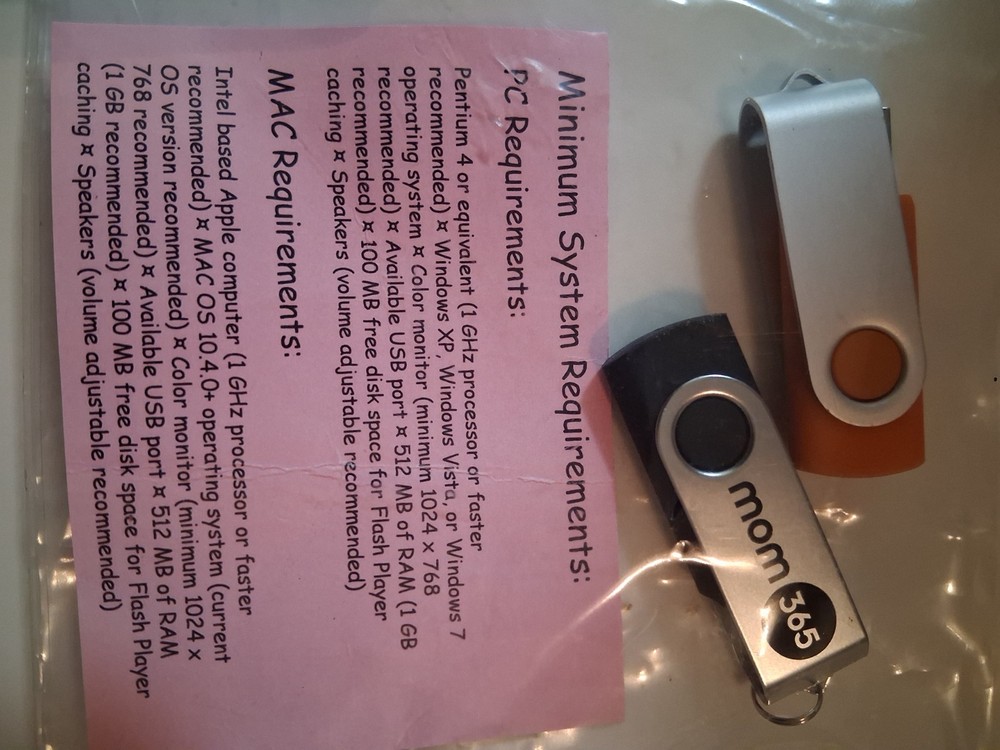 Minimum System Requirements:
PC Requirements:
Pentium 4 or equivalent (1 GHz processor or faster
recommended) ¤ Windows XP, Windows Vista, or Windows 7
operating system ¤ Color monitor (minimum 1024 x 768
recommended) ¤ Available USB port ¤ 512 MB of RAM (1 GB
recommended) ¤ 100 MB free disk space for Flash Player
caching ¤ Speakers (volume adjustable recommended)
MAC Requirements:
Intel based Apple computer (1 GHz processor or faster
recommended) ¤ MAC OS 10.4.0+ operating system (current
OS version recommended) ¤ Color monitor (minimum 1024 x
768 recommended) ¤ Available USB port ¤ 512 MB of RAM
(1 GB recommended) ¤ 100 MB free disk space for Flash Player
caching ¤ Speakers (volume adjustable recommended)
mom365